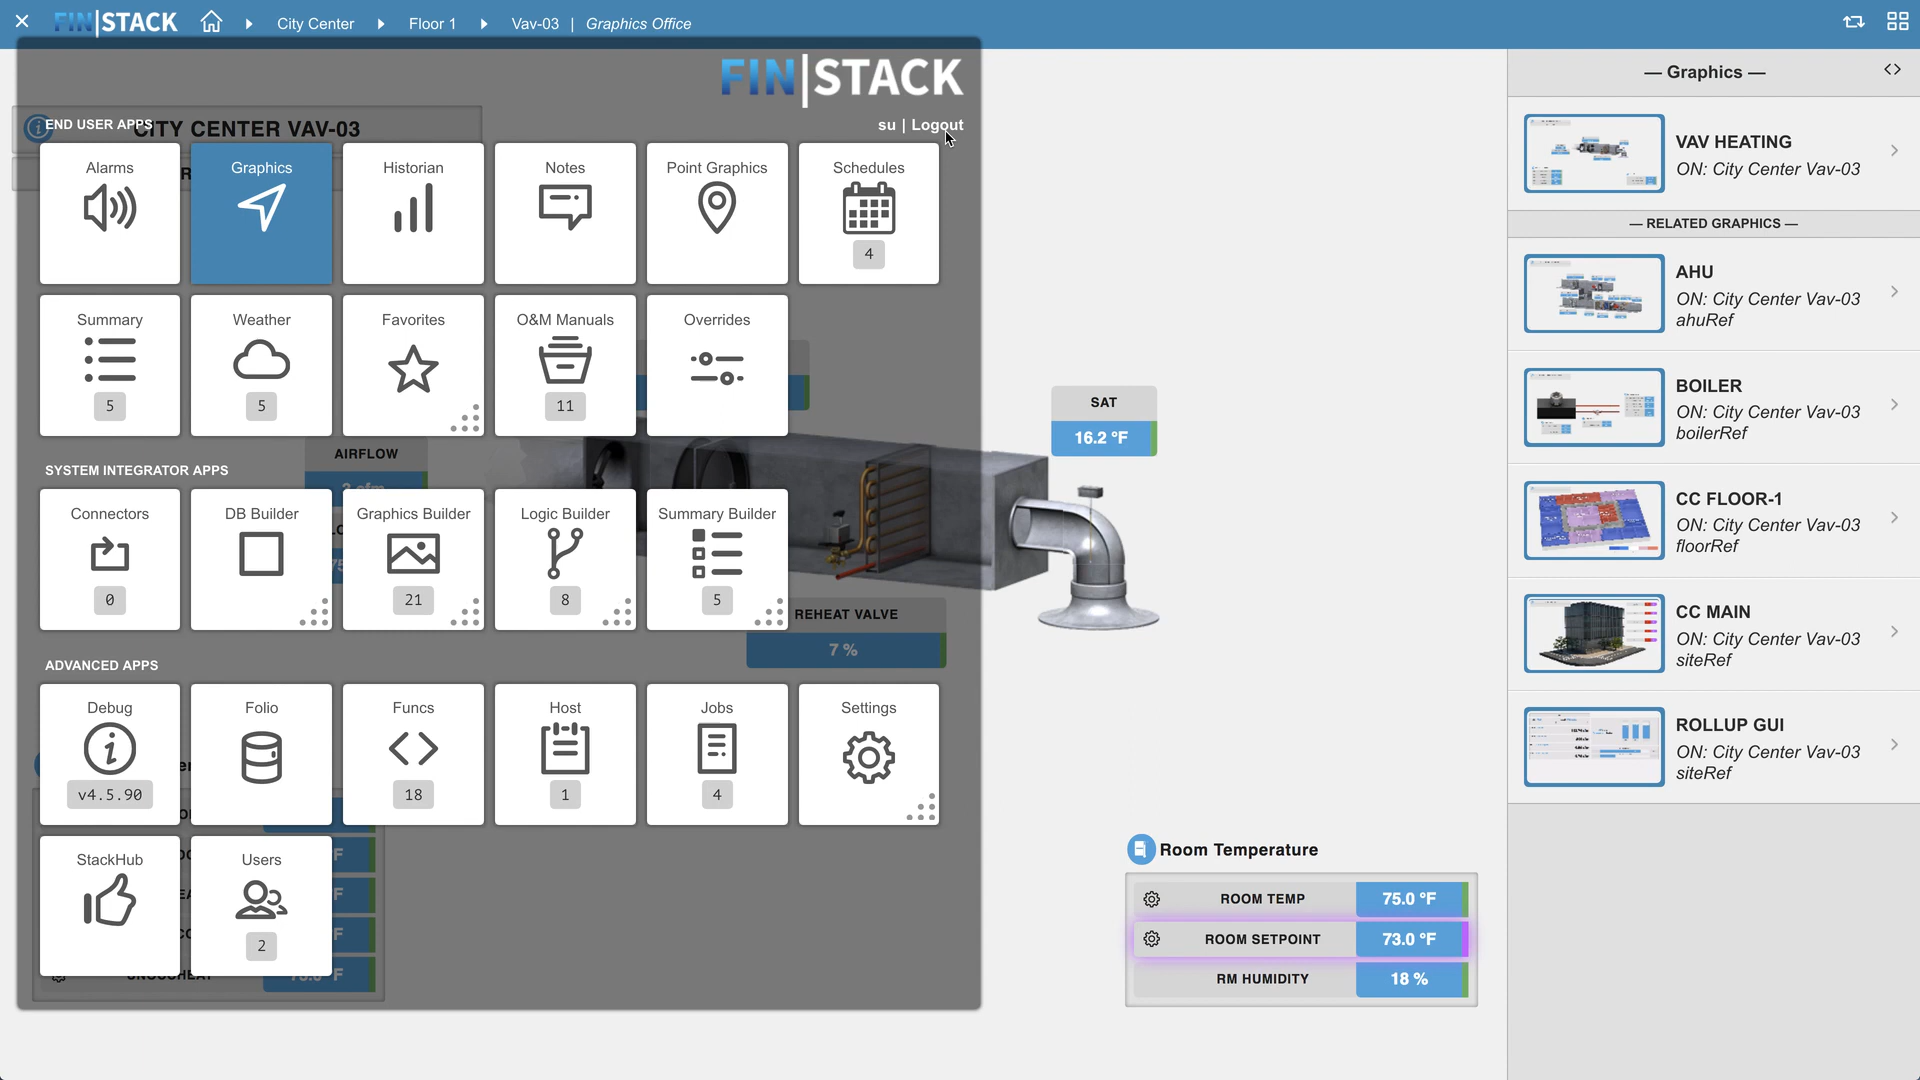 FIN|STACK
City Center
Floor 1
Vav-03 | Graphics Office
FIN|STACK
CITY CENTER VAV-03
END USER APPS
su | Logout
Alarms
Graphics
Historian
Notes
Point Graphics
Schedules
4
Summary
Weather
Favorites
O&M Manuals
Overrides
5
5
11
AIRFLOW
SYSTEM INTEGRATOR APPS
Connectors
DB Builder
Graphics Builder
Logic Builder
Summary Builder
0
21
8
5
REHEAT VALVE
7 %
SAT
16.2 °F
ADVANCED APPS
Debug
Folio
Funcs
Host
Jobs
Settings
v4.5.90
18
1
4
StackHub
Users
2
Room Temperature
ROOM TEMP
75.0 °F
ROOM SETPOINT
73.0 °F
RM HUMIDITY
18 %
— Graphics —
VAV HEATING
ON: City Center Vav-03
— RELATED GRAPHICS —
AHU
ON: City Center Vav-03
ahuRef
BOILER
ON: City Center Vav-03
boilerRef
CC FLOOR-1
ON: City Center Vav-03
floorRef
CC MAIN
ON: City Center Vav-03
siteRef
ROLLUP GUI
ON: City Center Vav-03
siteRef